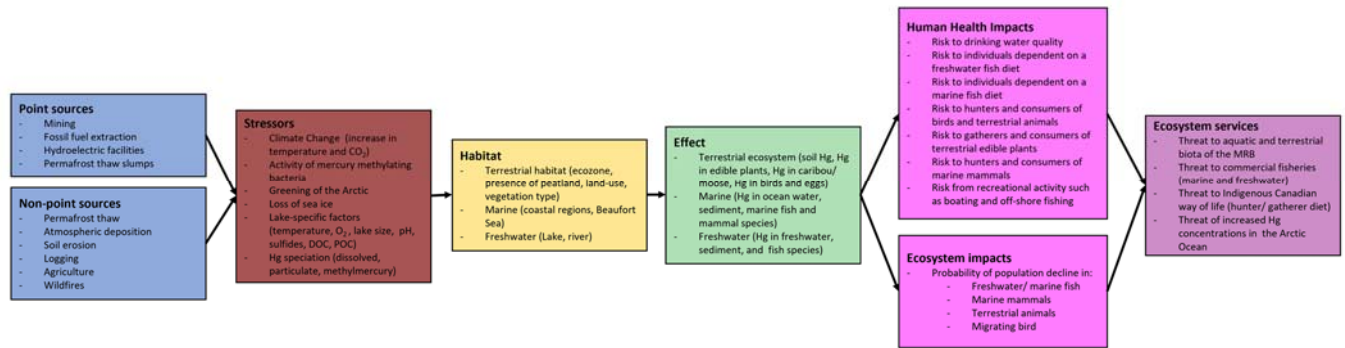 Point sources
- Mining
- Fossil fuel extraction
- Hydroelectric facilities
- Permafrost thaw slumps
Non-point sources
- Permafrost thaw
- Atmospheric deposition
- Soil erosion
- Logging
- Agriculture
- Wildfires
Stressors
- Climate Change (increase in
temperature and CO₂)
- Activity of mercury methylating
bacteria
- Greening of the Arctic
- Loss of sea ice
- Lake-specific factors
(temperature, O₂, lake size, pH,
sulfides, DOC, POC)
- Hg speciation (dissolved,
particulate, methylmercury)
Habitat
- Terrestrial habitat (ecozone,
presence of peatland, land-use,
vegetation type)
- Marine (coastal regions, Beaufort
Sea)
- Freshwater (Lake, river)
Effect
- Terrestrial ecosystem (soil Hg, Hg
in edible plants, Hg in caribou/
moose, Hg in birds and eggs)
- Marine (Hg in ocean water,
sediment, marine fish and
mammal species)
- Freshwater (Hg in freshwater,
sediment, and fish species)
Human Health Impacts
- Risk to drinking water quality
- Risk to individuals dependent on a
freshwater fish diet
- Risk to individuals dependent on a
marine fish diet
- Risk to hunters and consumers of
birds and terrestrial animals
- Risk to gatherers and consumers of
terrestrial edible plants
- Risk to hunters and consumers of
marine mammals
- Risk from recreational activity such
as boating and off-shore fishing
Ecosystem impacts
- Probability of population decline in:
- Freshwater/ marine fish
- Marine mammals
- Terrestrial animals
- Migrating bird
Ecosystem services
- Threat to aquatic and terrestrial
biota of the MRB
- Threat to commercial fisheries
(marine and freshwater)
- Threat to Indigenous Canadian
way of life (hunter/ gatherer diet)
- Threat of increased Hg
concentrations in the Arctic
Ocean